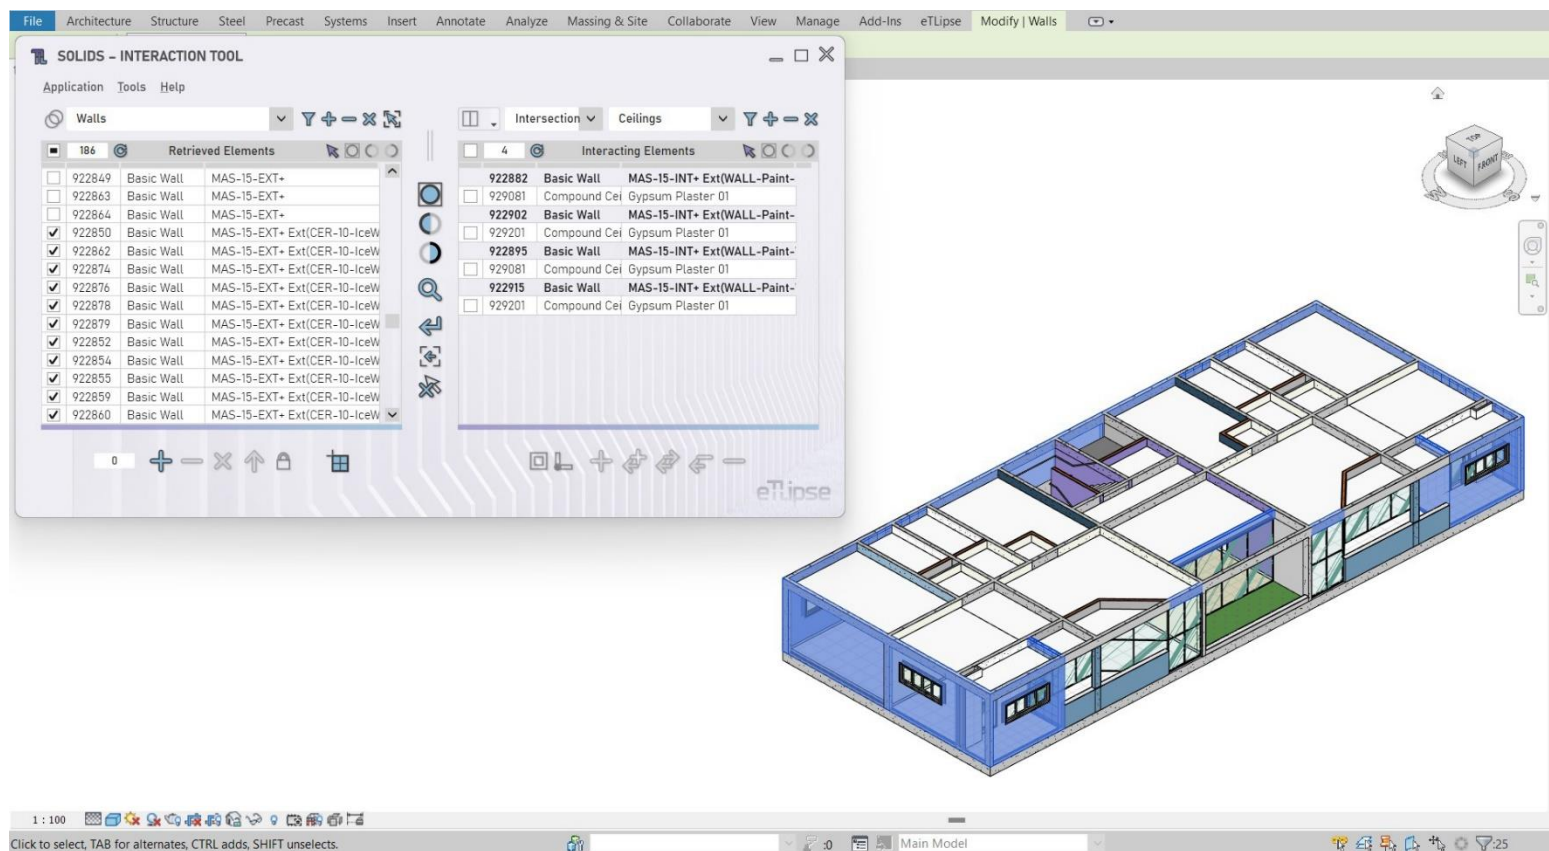 File Architecture Structure Steel Precast Systems Insert Annotate Analyze Massing & Site Collaborate View Manage Add-Ins eTLipse Modify | Walls
SOLIDS - INTERACTION TOOL
Application Tools Help
Walls
Intersection Ceilings
186 Retrieved Elements
4 Interacting Elements
922849 Basic Wall MAS-15-EXT+
922863 Basic Wall MAS-15-EXT+
922864 Basic Wall MAS-15-EXT+
922850 Basic Wall MAS-15-EXT+ Ext(CER-10-IceW
922862 Basic Wall MAS-15-EXT+ Ext(CER-10-IceW
922874 Basic Wall MAS-15-EXT+ Ext(CER-10-IceW
922876 Basic Wall MAS-15-EXT+ Ext(CER-10-IceW
922878 Basic Wall MAS-15-EXT+ Ext(CER-10-IceW
922879 Basic Wall MAS-15-EXT+ Ext(CER-10-IceW
922852 Basic Wall MAS-15-EXT+ Ext(CER-10-IceW
922854 Basic Wall MAS-15-EXT+ Ext(CER-10-IceW
922855 Basic Wall MAS-15-EXT+ Ext(CER-10-IceW
922859 Basic Wall MAS-15-EXT+ Ext(CER-10-IceW
922860 Basic Wall MAS-15-EXT+ Ext(CER-10-IceW
922882 Basic Wall MAS-15-INT+ Ext(WALL-Paint-
929081 Compound Cei Gypsum Plaster 01
922902 Basic Wall MAS-15-INT+ Ext(WALL-Paint-
929201 Compound Cei Gypsum Plaster 01
922895 Basic Wall MAS-15-INT+ Ext(WALL-Paint-
929081 Compound Cei Gypsum Plaster 01
922915 Basic Wall MAS-15-INT+ Ext(WALL-Paint-
929201 Compound Cei Gypsum Plaster 01
0
eTLipse
TOP
LEFT FRONT
1 : 100
Click to select, TAB for alternates, CTRL adds, SHIFT unselects.
:0 Main Model
:25